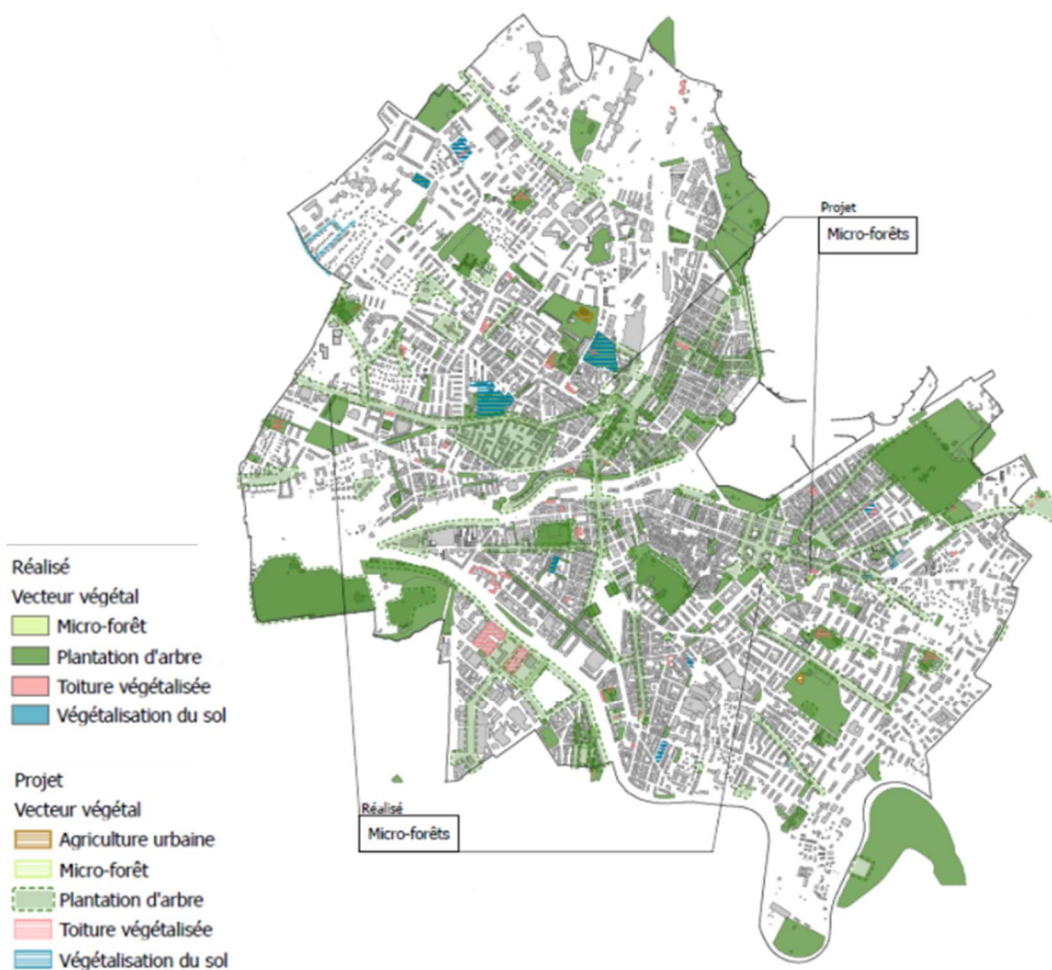 Projet
Micro-forêts
Réalisé
Vecteur végétal
Micro-forêt
Plantation d'arbre
Toiture végétalisée
Végétalisation du sol
Projet
Vecteur végétal
Agriculture urbaine
Micro-forêt
Plantation d'arbre
Toiture végétalisée
Végétalisation du sol
Réalisé
Micro-forêts